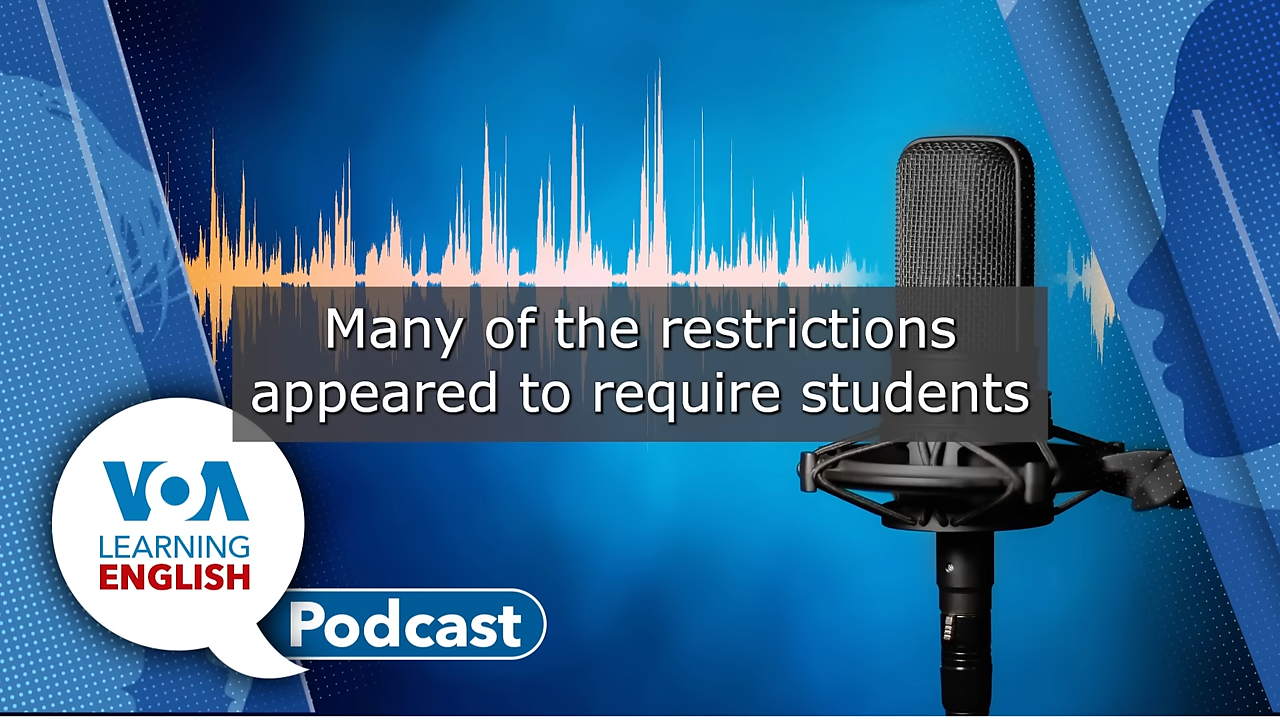 Many of the restrictions
appeared to require students
VOA
LEARNING
ENGLISH
Podcast